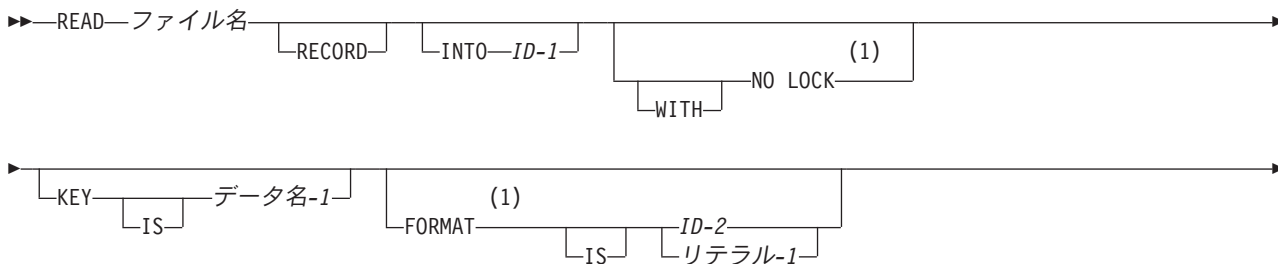 READ ファイル名
RECORD
INTO ID-1
(1)
NO LOCK
WITH
KEY
IS
データ名-1
(1)
FORMAT
IS
ID-2
リテラル-1